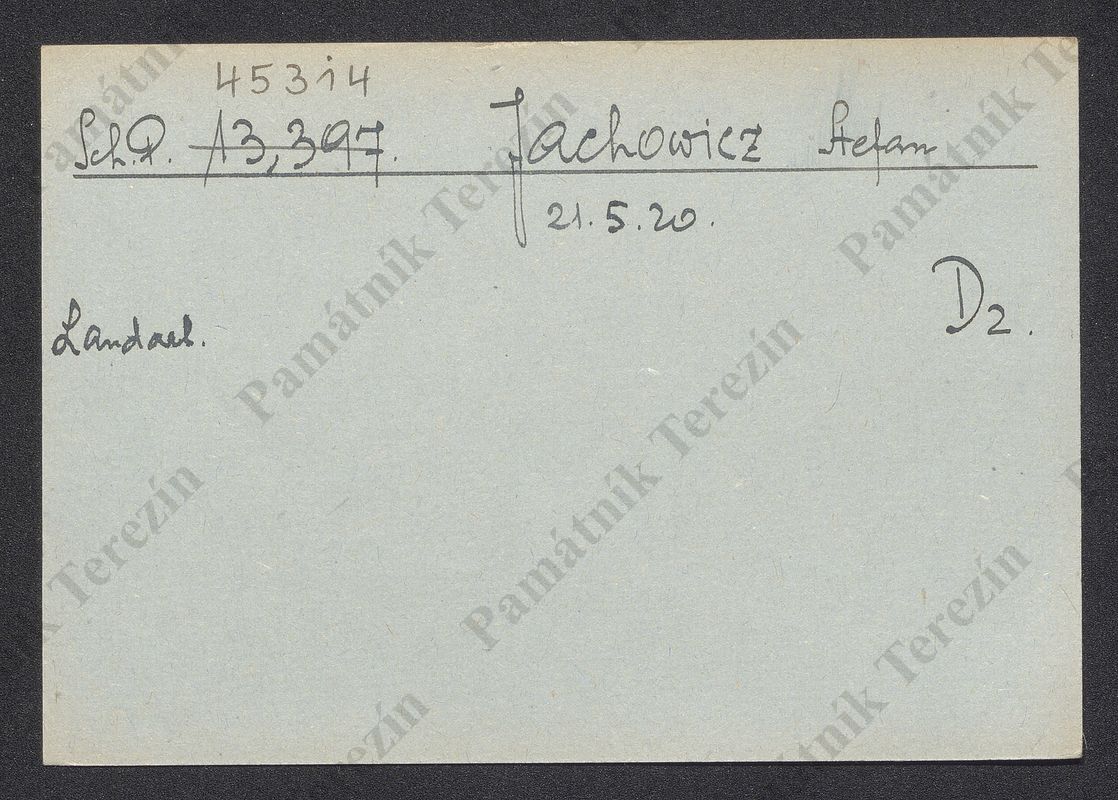 45314
Sch.P. 13,397. Jachowicz Stefan
21.5.20.
D2.
Landarb.
Památník Terezín